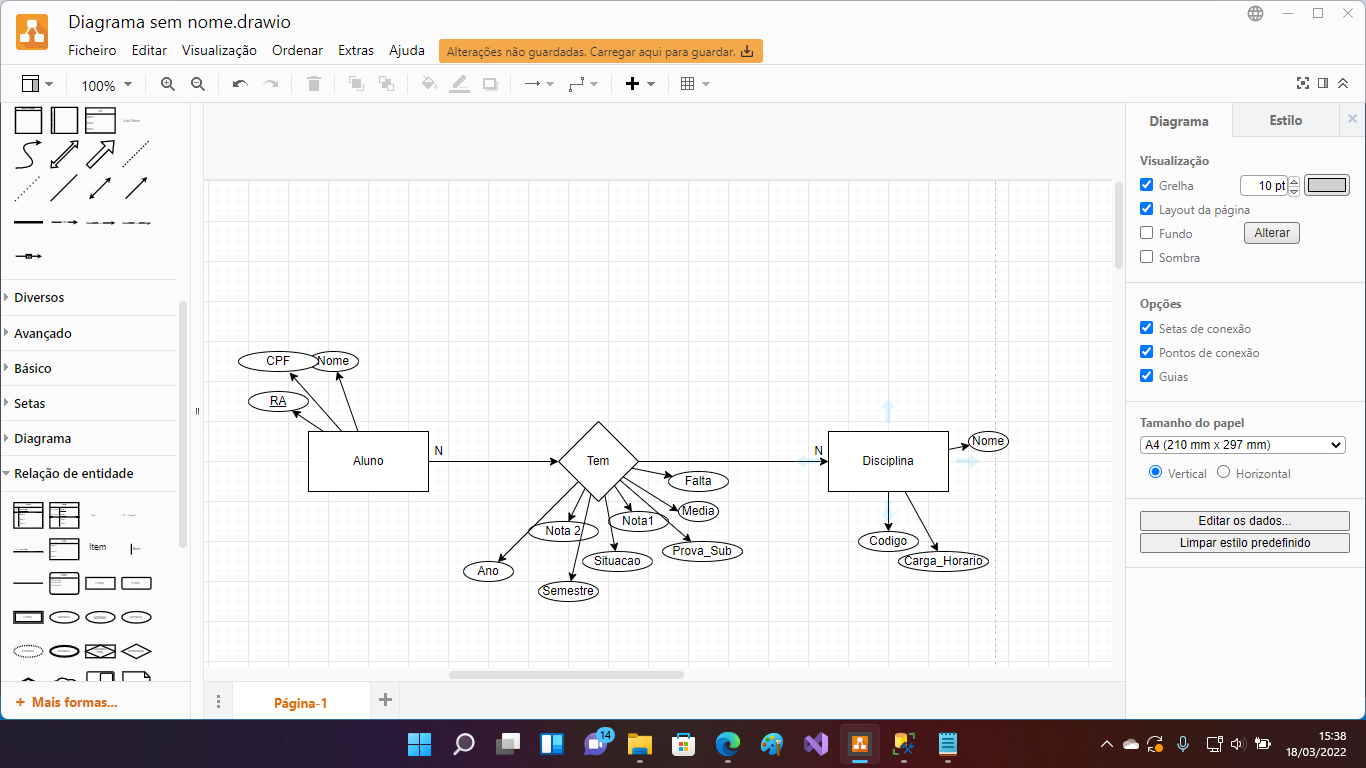 Diagrama sem nome.drawio
Ficheiro Editar Visualização Ordenar Extras Ajuda Alterações não guardadas. Carregar aqui para guardar.
100%
Diversos
Avançado
Básico
Setas
Diagrama
Relação de entidade
Item
+ Mais formas...
CPF Nome
RA
Aluno
N
Tem
N
Disciplina
Nome
Falta
Media
Nota1
Nota 2
Prova_Sub
Situacao
Ano
Semestre
Codigo
Carga_Horario
Página-1
Diagrama Estilo
Visualização
Grelha 10 pt
Layout da página
Fundo Alterar
Sombra
Opções
Setas de conexão
Pontos de conexão
Guias
Tamanho do papel
A4 (210 mm x 297 mm)
Vertical Horizontal
Editar os dados...
Limpar estilo predefinido
14
15:38
18/03/2022